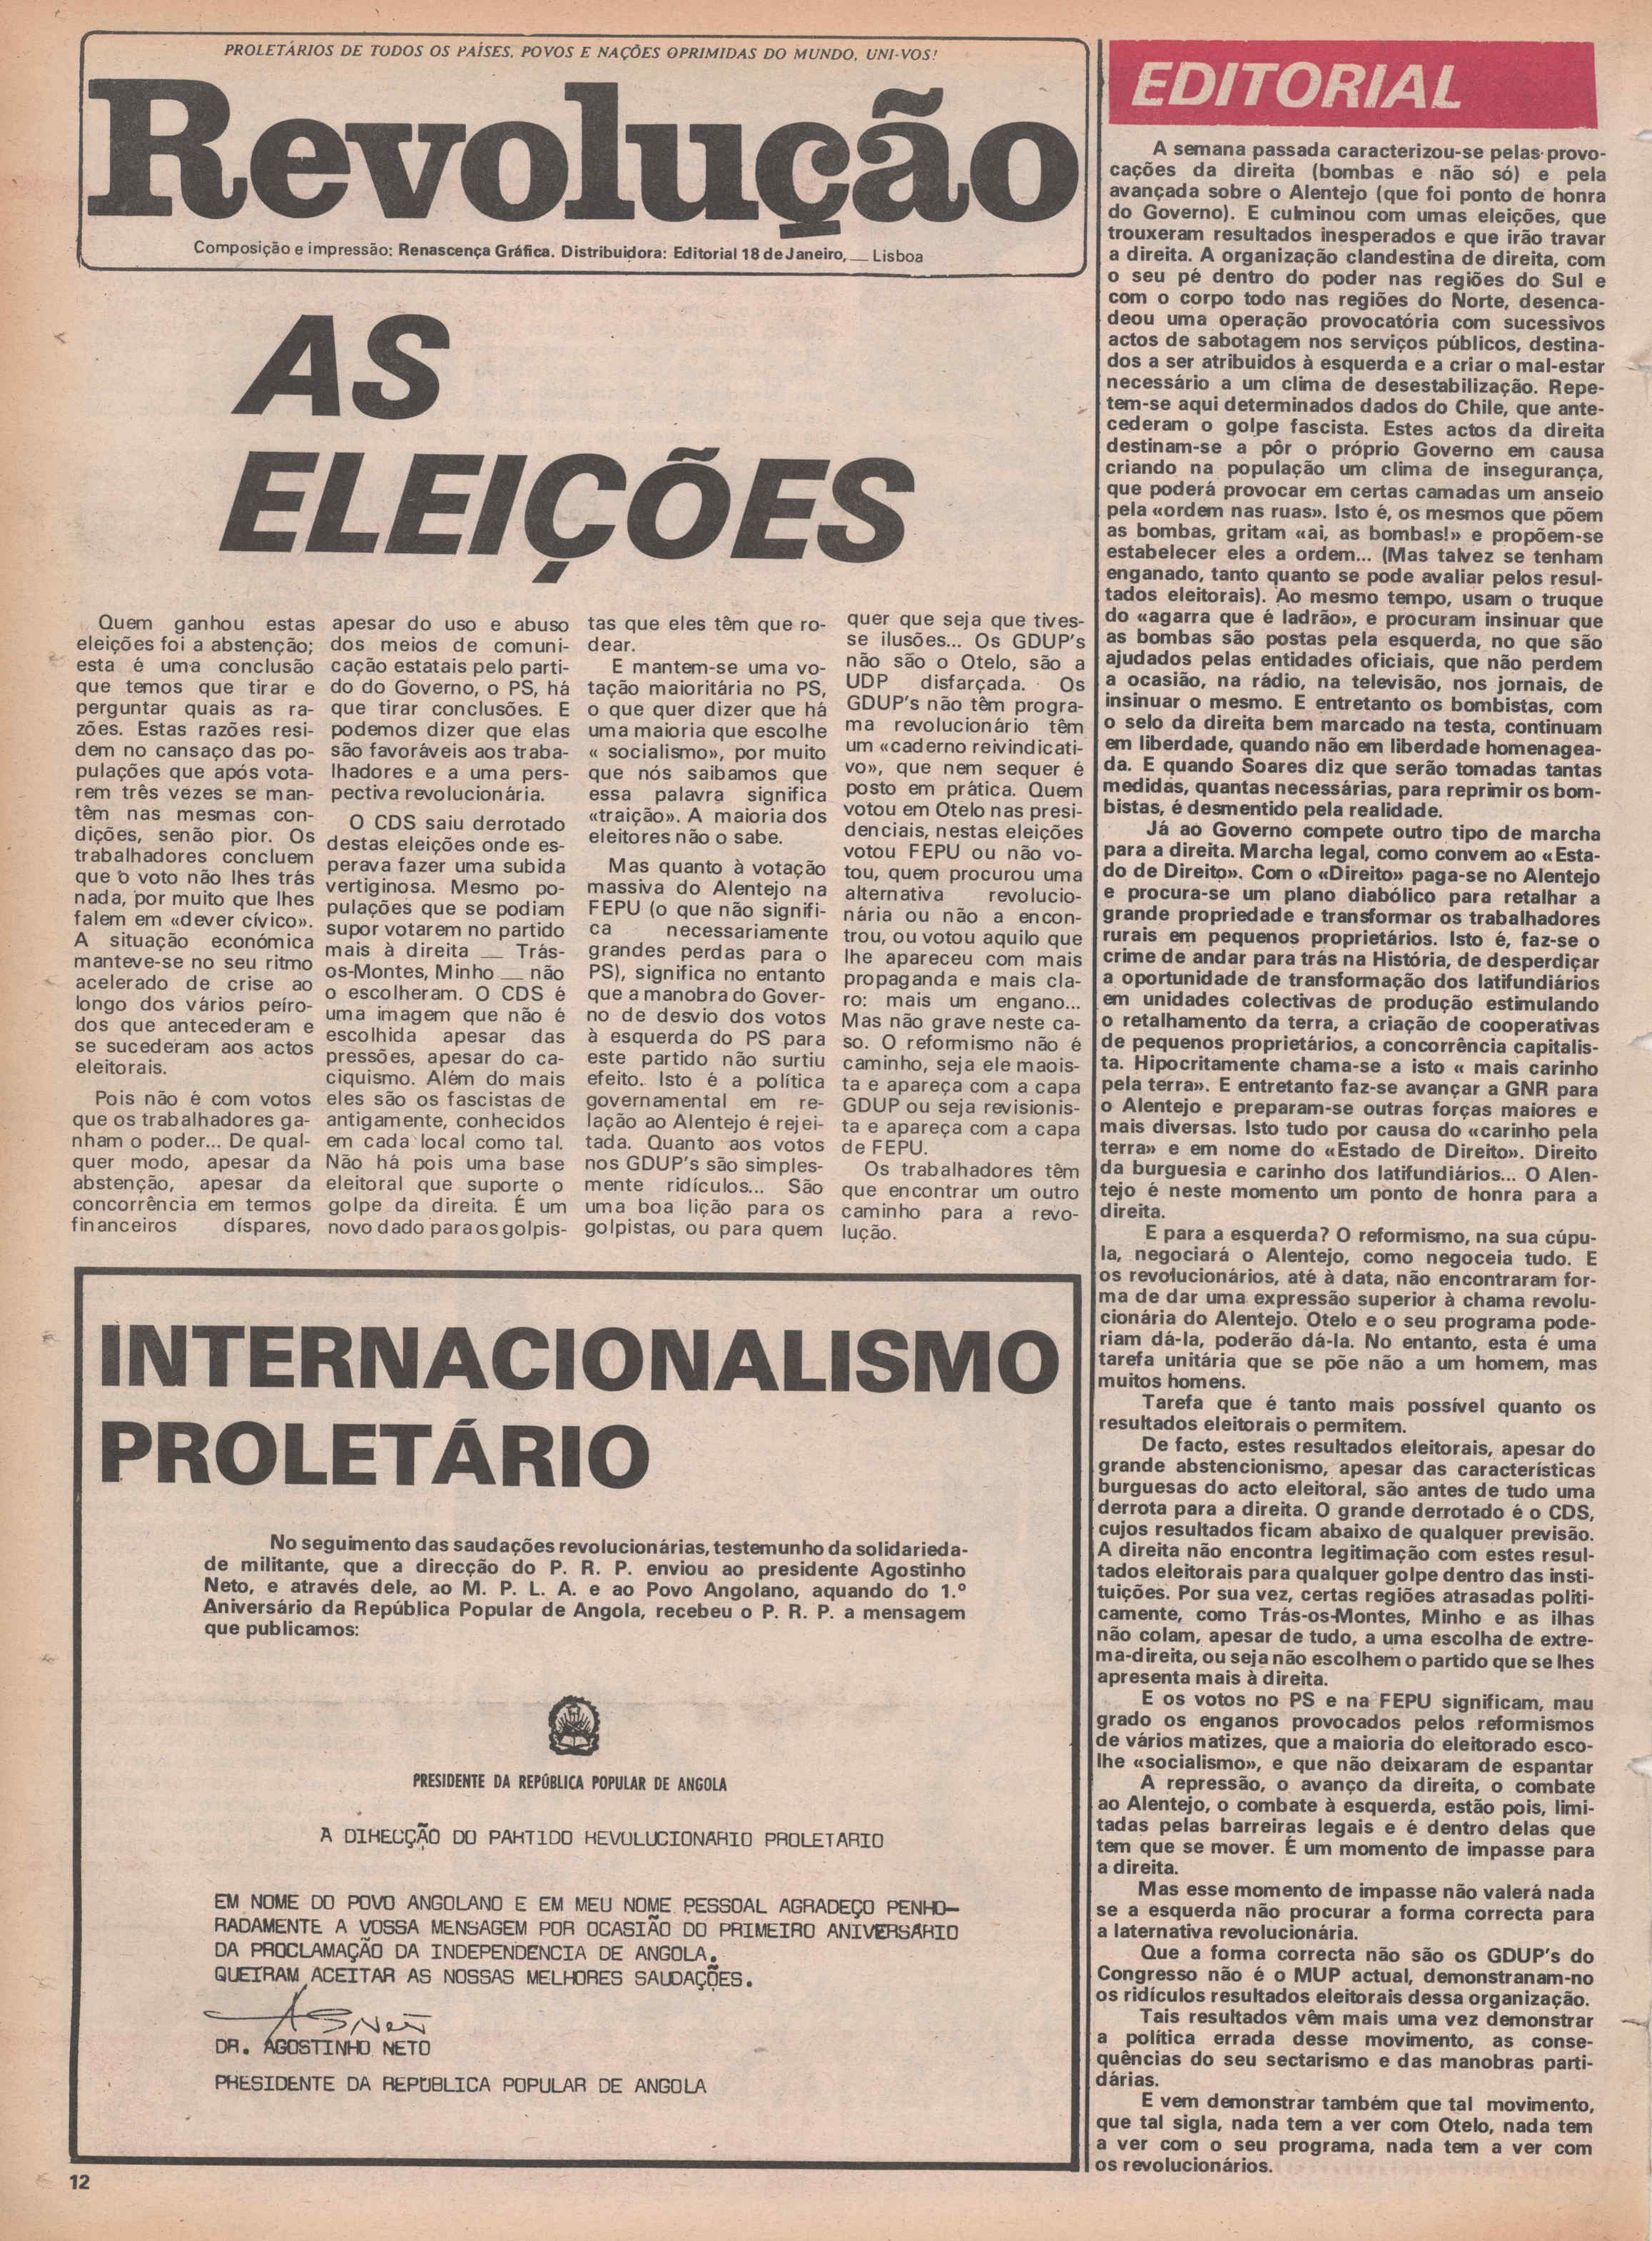 PROLETÁRIOS DE TODOS OS PAÍSES, POVOS E NAÇÕES OPRIMIDAS DO MUNDO, UNI-VOS!
Revolução
Composição e impressão: Renascença Gráfica. Distribuidora: Editorial 18 de Janeiro, __ Lisboa
AS
ELEIÇÕES
Quem ganhou estas
eleições foi a abstenção;
esta é uma conclusão
que temos que tirar e
perguntar quais as ra-
zões. Estas razões resi-
dem no cansaço das po-
pulações que após vota-
rem três vezes se man-
têm nas mesmas con-
dições, senão pior. Os
trabalhadores concluem
que o voto não lhes trás
nada, por muito que lhes
falem em «dever cívico».
A situação económica
manteve-se no seu ritmo
acelerado de crise ao
longo dos vários peíro-
dos que antecederam e
se sucederam aos actos
eleitorais.
Pois não é com votos
que os trabalhadores ga-
nham o poder... De qual-
quer modo, apesar da
abstenção, apesar da
concorrência em termos
financeiros díspares,
apesar do uso e abuso
dos meios de comuni-
cação estatais pelo parti-
do do Governo, o PS, há
que tirar conclusões. E
podemos dizer que elas
são favoráveis aos traba-
lhadores e a uma pers-
pectiva revolucionária.
O CDS saiu derrotado
destas eleições onde es-
perava fazer uma subida
vertiginosa. Mesmo po-
pulações que se podiam
supor votarem no partido
mais à direita __ Trás-
os-Montes, Minho __ não
o escolheram. O CDS é
uma imagem que não é
escolhida apesar das
pressões, apesar do ca-
ciquismo. Além do mais
eles são os fascistas de
antigamente, conhecidos
em cada local como tal.
Não há pois uma base
eleitoral que suporte o
golpe da direita. É um
novo dado para os golpis-
tas que eles têm que ro-
dear.
E mantem-se uma vo-
tação maioritária no PS,
o que quer dizer que há
uma maioria que escolhe
« socialismo», por muito
que nós saibamos que
essa palavra significa
«traição». A maioria dos
eleitores não o sabe.
Mas quanto à votação
massiva do Alentejo na
FEPU (o que não signifi-
ca necessariamente
grandes perdas para o
PS), significa no entanto
que a manobra do Gover-
no de desvio dos votos
à esquerda do PS para
este partido não surtiu
efeito. Isto é a política
governamental em re-
lação ao Alentejo é rejei-
tada. Quanto aos votos
nos GDUP's são simples-
mente ridículos... São
uma boa lição para os
golpistas, ou para quem
quer que seja que tives-
se ilusões... Os GDUP's
não são o Otelo, são a
UDP disfarçada. Os
GDUP's não têm progra-
ma revolucionário têm
um «caderno reivindicati-
vo», que nem sequer é
posto em prática. Quem
votou em Otelo nas presi-
denciais, nestas eleições
votou FEPU ou não vo-
tou, quem procurou uma
alternativa revolucio-
nária ou não a encon-
trou, ou votou aquilo que
lhe apareceu com mais
propaganda e mais cla-
ro: mais um engano...
Mas não grave neste ca-
so. O reformismo não é
caminho, seja ele maois-
ta e apareça com a capa
GDUP ou seja revisionis-
ta e apareça com a capa
de FEPU.
Os trabalhadores têm
que encontrar um outro
caminho para a revo-
lução.
INTERNACIONALISMO
PROLETÁRIO
No seguimento das saudações revolucionárias, testemunho da solidarieda-
de militante, que a direcção do P. R. P. enviou ao presidente Agostinho
Neto, e através dele, ao M. P. L. A. e ao Povo Angolano, aquando do 1.º
Aniversário da República Popular de Angola, recebeu o P. R. P. a mensagem
que publicamos:
PRESIDENTE DA REPÚBLICA POPULAR DE ANGOLA
À DIRECÇÃO DO PARTIDO REVOLUCIONARIO PROLETARIO
EM NOME DO POVO ANGOLANO E EM MEU NOME PESSOAL AGRADEÇO PENHO-
RADAMENTE A VOSSA MENSAGEM POR OCASIÃO DO PRIMEIRO ANIVERSÁRIO
DA PROCLAMAÇÃO DA INDEPENDENCIA DE ANGOLA.
QUEIRAM ACEITAR AS NOSSAS MELHORES SAUDAÇÕES.
DR. AGOSTINHO NETO
PRESIDENTE DA REPUBLICA POPULAR DE ANGOLA
12
EDITORIAL
A semana passada caracterizou-se pelas provo-
cações da direita (bombas e não só) e pela
avançada sobre o Alentejo (que foi ponto de honra
do Governo). E culminou com umas eleições, que
trouxeram resultados inesperados e que irão travar
a direita. A organização clandestina de direita, com
o seu pé dentro do poder nas regiões do Sul e
com o corpo todo nas regiões do Norte, desenca-
deou uma operação provocatória com sucessivos
actos de sabotagem nos serviços públicos, destina-
dos a ser atribuidos à esquerda e a criar o mal-estar
necessário a um clima de desestabilização. Repe-
tem-se aqui determinados dados do Chile, que ante-
cederam o golpe fascista. Estes actos da direita
destinam-se a pôr o próprio Governo em causa
criando na população um clima de insegurança,
que poderá provocar em certas camadas um anseio
pela «ordem nas ruas». Isto é, os mesmos que põem
as bombas, gritam «ai, as bombas!» e propõem-se
estabelecer eles a ordem... (Mas talvez se tenham
enganado, tanto quanto se pode avaliar pelos resul-
tados eleitorais). Ao mesmo tempo, usam o truque
do «agarra que é ladrão», e procuram insinuar que
as bombas são postas pela esquerda, no que são
ajudados pelas entidades oficiais, que não perdem
a ocasião, na rádio, na televisão, nos jornais, de
insinuar o mesmo. E entretanto os bombistas, com
o selo da direita bem marcado na testa, continuam
em liberdade, quando não em liberdade homenagea-
da. E quando Soares diz que serão tomadas tantas
medidas, quantas necessárias, para reprimir os bom-
bistas, é desmentido pela realidade.
Já ao Governo compete outro tipo de marcha
para a direita. Marcha legal, como convem ao «Esta-
do de Direito». Com o «Direito» paga-se no Alentejo
e procura-se um plano diabólico para retalhar a
grande propriedade e transformar os trabalhadores
rurais em pequenos proprietários. Isto é, faz-se o
crime de andar para trás na História, de desperdiçar
a oportunidade de transformação dos latifundiários
em unidades colectivas de produção estimulando
o retalhamento da terra, a criação de cooperativas
de pequenos proprietários, a concorrência capitalis-
ta. Hipocritamente chama-se a isto « mais carinho
pela terra». E entretanto faz-se avançar a GNR para
o Alentejo e preparam-se outras forças maiores e
mais diversas. Isto tudo por causa do «carinho pela
terra» e em nome do «Estado de Direito». Direito
da burguesia e carinho dos latifundiários... O Alen-
tejo é neste momento um ponto de honra para a
direita.
E para a esquerda? O reformismo, na sua cúpu-
la, negociará o Alentejo, como negoceia tudo. E
os revolucionários, até à data, não encontraram for-
ma de dar uma expressão superior à chama revolu-
cionária do Alentejo. Otelo e o seu programa pode-
riam dá-la, poderão dá-la. No entanto, esta é uma
tarefa unitária que se põe não a um homem, mas
muitos homens.
Tarefa que é tanto mais possível quanto os
resultados eleitorais o permitem.
De facto, estes resultados eleitorais, apesar do
grande abstencionismo, apesar das características
burguesas do acto eleitoral, são antes de tudo uma
derrota para a direita. O grande derrotado é o CDS,
cujos resultados ficam abaixo de qualquer previsão.
A direita não encontra legitimação com estes resul-
tados eleitorais para qualquer golpe dentro das insti-
tuições. Por sua vez, certas regiões atrasadas politi-
camente, como Trás-os-Montes, Minho e as ilhas
não colam, apesar de tudo, a uma escolha de extre-
ma-direita, ou seja não escolhem o partido que se lhes
apresenta mais à direita.
E os votos no PS e na FEPU significam, mau
grado os enganos provocados pelos reformismos
de vários matizes, que a maioria do eleitorado esco-
lhe «socialismo», e que não deixaram de espantar
A repressão, o avanço da direita, o combate
ao Alentejo, o combate à esquerda, estão pois, limi-
tadas pelas barreiras legais e é dentro delas que
tem que se mover. É um momento de impasse para
a direita.
Mas esse momento de impasse não valerá nada
se a esquerda não procurar a forma correcta para
a laternativa revolucionária.
Que a forma correcta não são os GDUP's do
Congresso não é o MUP actual, demonstranam-no
os ridículos resultados eleitorais dessa organização.
Tais resultados vêm mais uma vez demonstrar
a política errada desse movimento, as conse-
quências do seu sectarismo e das manobras parti-
dárias.
E vem demonstrar também que tal movimento,
que tal sigla, nada tem a ver com Otelo, nada tem
a ver com o seu programa, nada tem a ver com
os revolucionários.